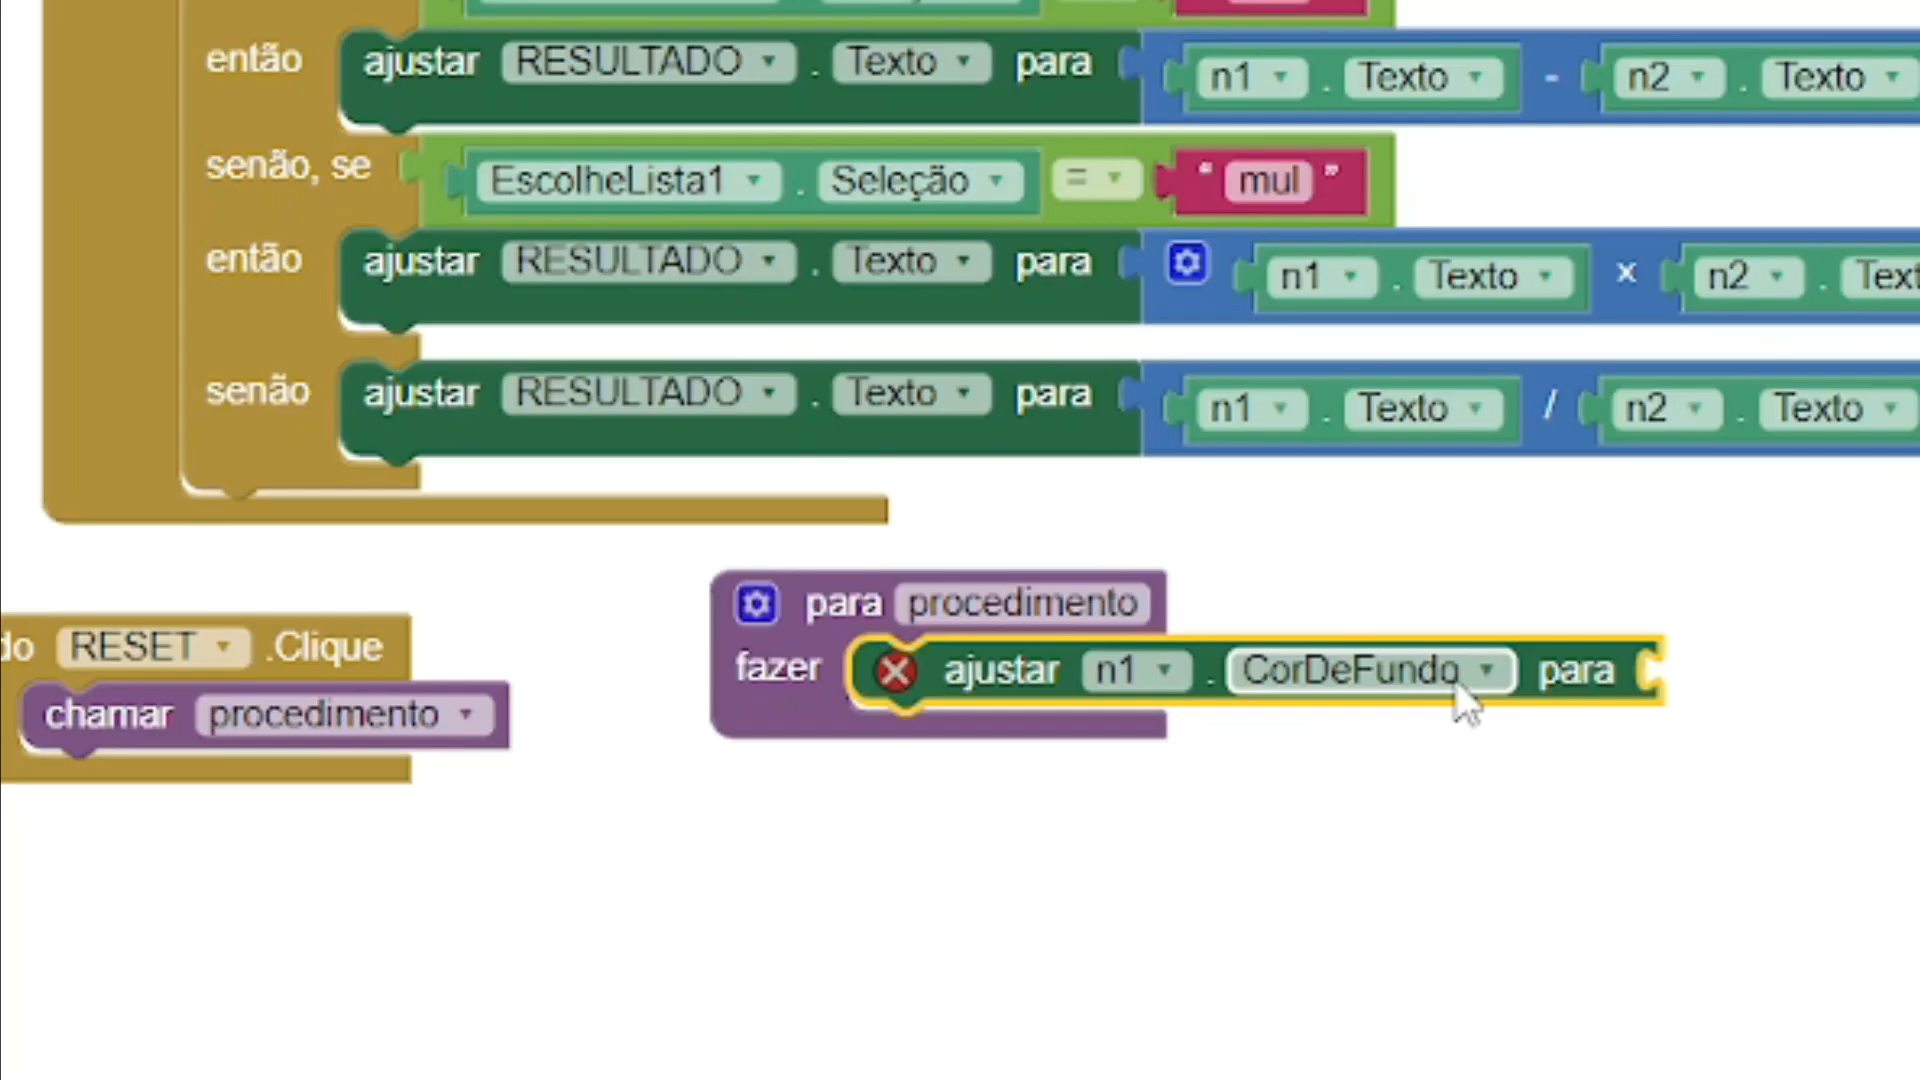 então ajustar RESULTADO . Texto para n1 . Texto - n2 . Texto
senão, se EscolheLista1 . Seleção = “ mul ”
então ajustar RESULTADO . Texto para n1 . Texto × n2 .
senão ajustar RESULTADO . Texto para n1 . Texto / n2 . Texto
para procedimento
RESET .Clique
fazer ajustar n1 . CorDeFundo para
chamar procedimento